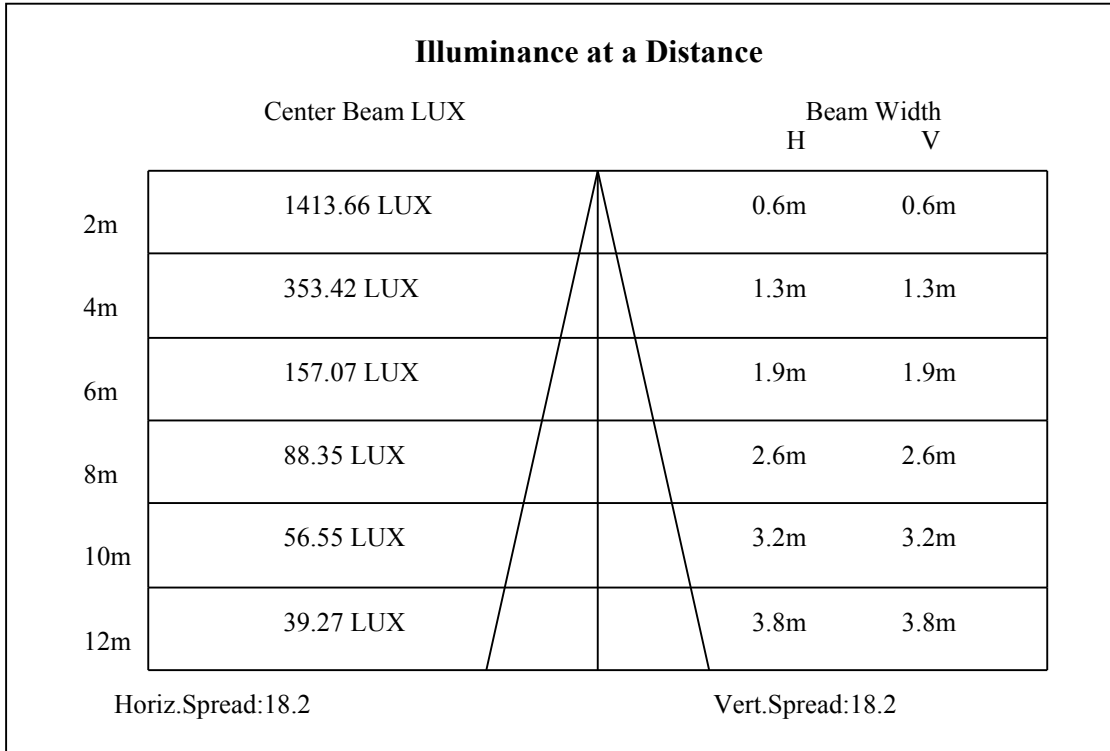 Illuminance at a Distance
Center Beam LUX Beam Width
H V
2m 1413.66 LUX 0.6m 0.6m
4m 353.42 LUX 1.3m 1.3m
6m 157.07 LUX 1.9m 1.9m
8m 88.35 LUX 2.6m 2.6m
10m 56.55 LUX 3.2m 3.2m
12m 39.27 LUX 3.8m 3.8m
Horiz.Spread:18.2 Vert.Spread:18.2